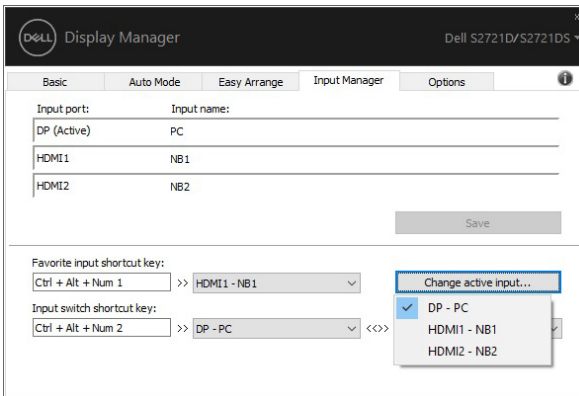 DELL Display Manager
Dell S2721D/S2721DS
Basic Auto Mode Easy Arrange Input Manager Options
Input port: Input name:
DP (Active) PC
HDMI1 NB1
HDMI2 NB2
Save
Favorite input shortcut key:
Ctrl + Alt + Num 1 >> HDMI1 - NB1 Change active input...
Input switch shortcut key:
Ctrl + Alt + Num 2 >> DP - PC <<>>
DP - PC
HDMI1 - NB1
HDMI2 - NB2